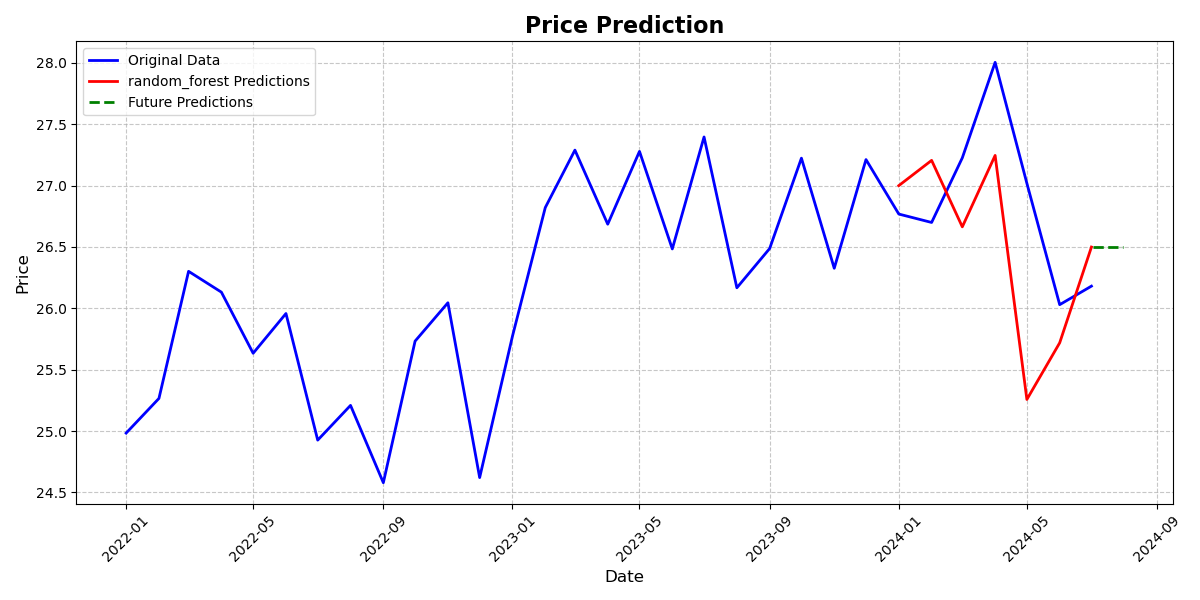 Price Prediction
Original Data
random_forest Predictions
Future Predictions
Price
28.0
27.5
27.0
26.5
26.0
25.5
25.0
24.5
2022-01
2022-05
2022-09
2023-01
2023-05
2023-09
2024-01
2024-05
2024-09
Date